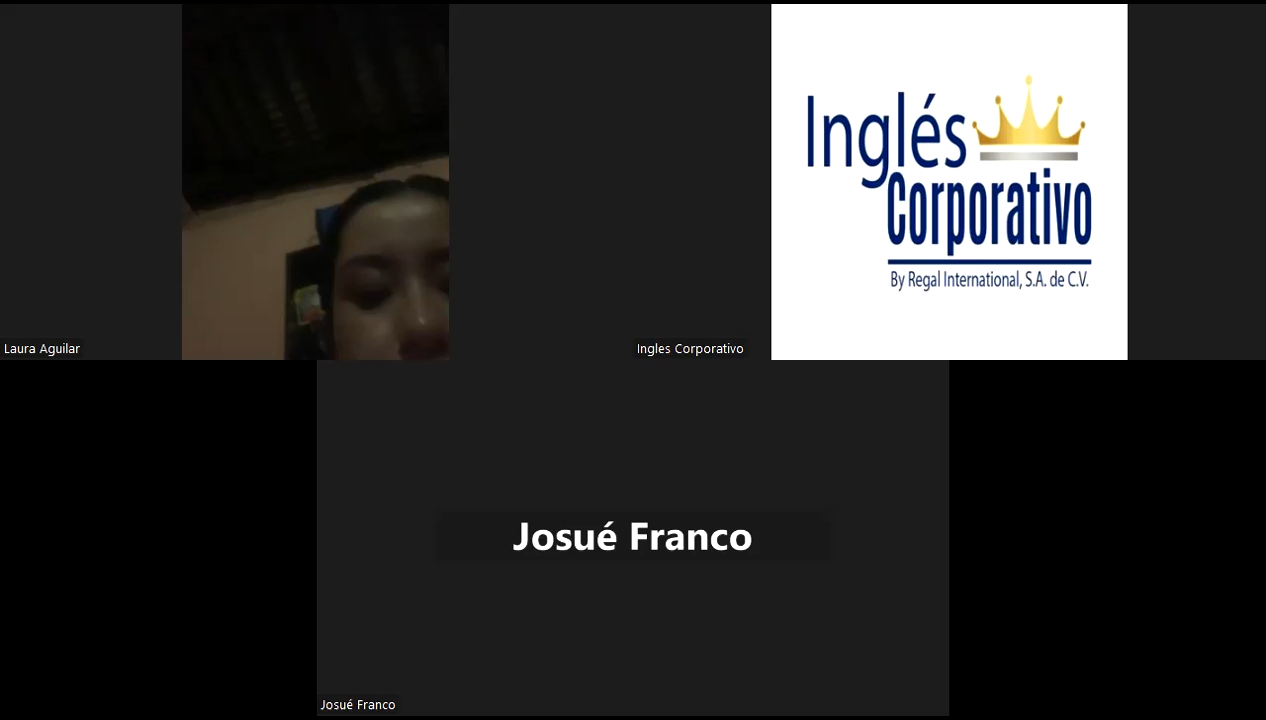 Inglés
Corporativo
By Regal International, S.A. de C.V.
Laura Aguilar
Ingles Corporativo
Josué Franco
Josué Franco